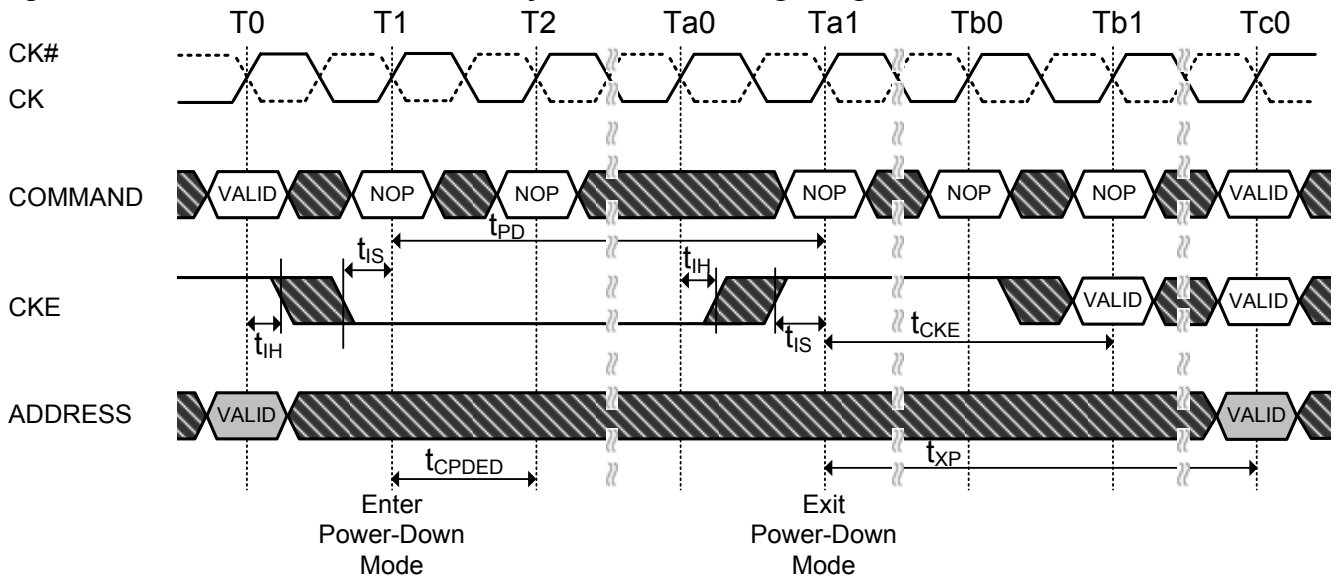 T0 T1 T2 Ta0 Ta1 Tb0 Tb1 Tc0
CK#
CK
COMMAND VALID NOP NOP NOP NOP NOP VALID
tPD
tIS tIH
CKE VALID VALID
tIH tIS tCKE
ADDRESS VALID VALID
tCPDED tXP
Enter
Power-Down
Mode
Exit
Power-Down
Mode